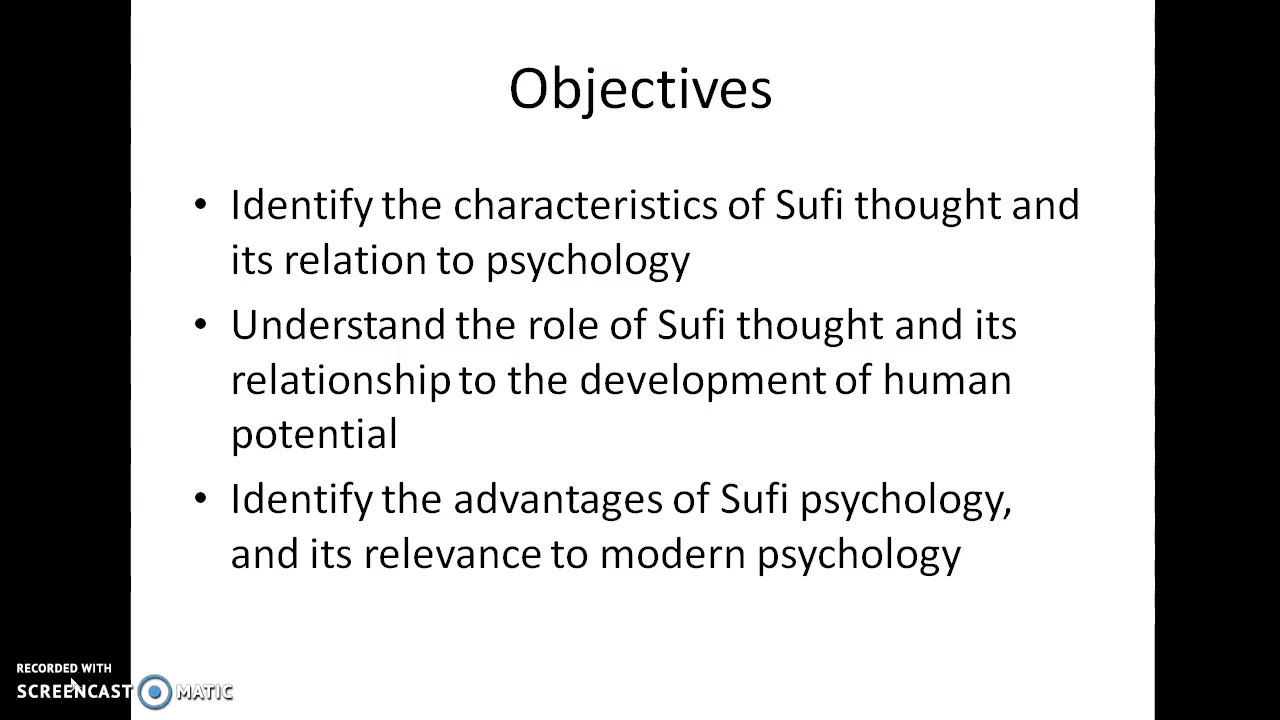 Objectives
• Identify the characteristics of Sufi thought and
its relation to psychology
• Understand the role of Sufi thought and its
relationship to the development of human
potential
• Identify the advantages of Sufi psychology,
and its relevance to modern psychology
RECORDED WITH
SCREENCAST MATIC